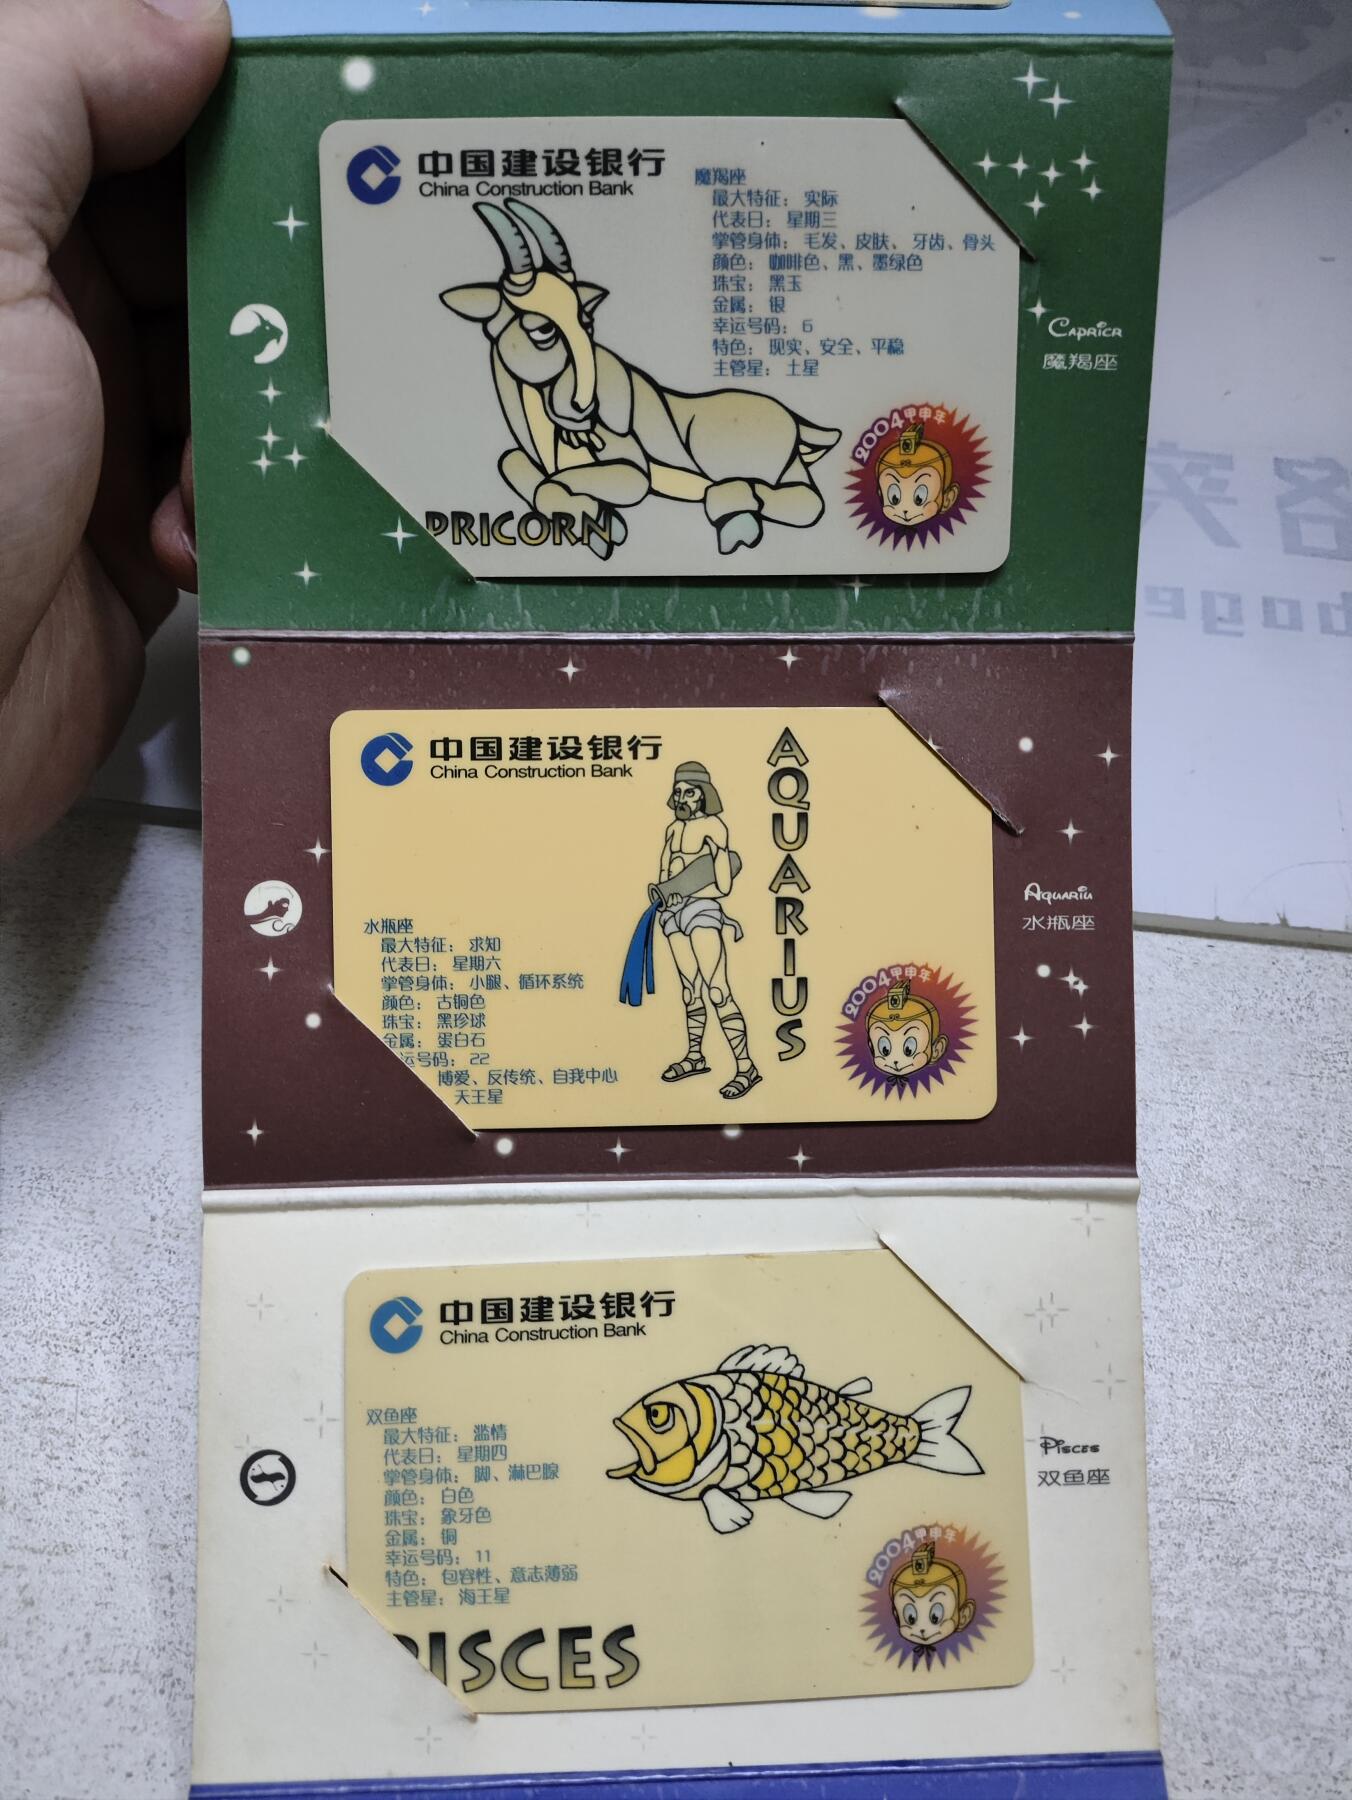 中国建设银行
China Construction Bank
魔羯座
最大特征： 实际
代表日： 星期三
掌管身体： 毛发、皮肤、牙齿、骨头
颜色： 咖啡色、黑、墨绿色
珠宝： 黑玉
金属： 银
幸运号码： 6
特色： 现实、安全、平稳
主管星： 土星
2004甲申年
PRICORN
Capricr
魔羯座
中国建设银行
China Construction Bank
AQUARIUS
水瓶座
最大特征： 求知
代表日： 星期六
掌管身体： 小腿、循环系统
颜色： 古铜色
珠宝： 黑珍珠
金属： 蛋白石
运号码： 22
博爱、反传统、自我中心
天王星
2004甲申年
Aquariu
水瓶座
中国建设银行
China Construction Bank
双鱼座
最大特征： 滥情
代表日： 星期四
掌管身体： 脚、淋巴腺
颜色： 白色
珠宝： 象牙色
金属： 铜
幸运号码： 11
特色： 包容性、意志薄弱
主管星： 海王星
PISCES
2004甲申年
Pisces
双鱼座